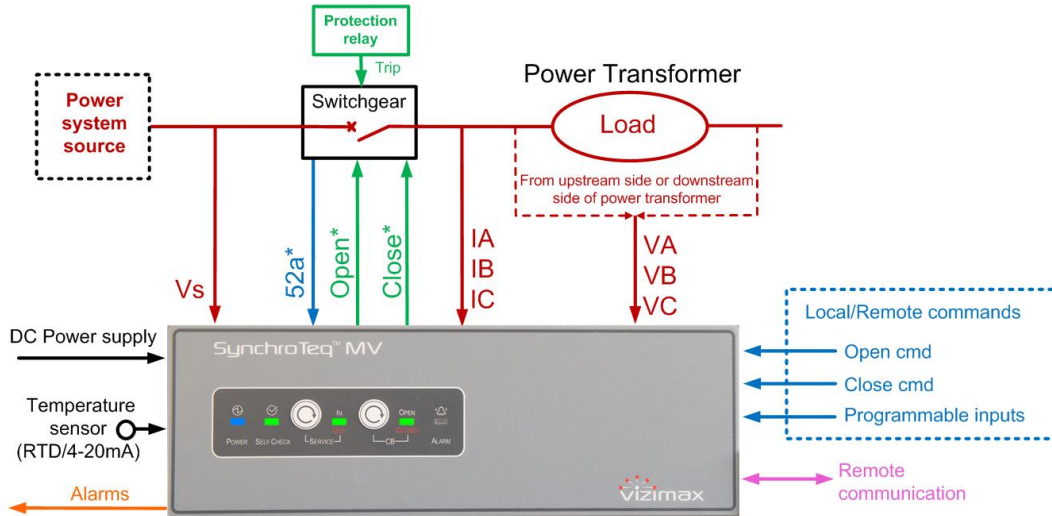 Protection
relay
Trip
Power Transformer
Switchgear
Power
system
source
Load
From upstream side or downstream
side of power transformer
Vs
52a*
Open*
Close*
IA
IB
IC
VA
VB
VC
DC Power supply
Temperature
sensor
(RTD/4-20mA)
Alarms
SynchroTeq™ MV
POWER
SELF CHECK
IN
OUT
SERVICE
OPEN
CLOSED
CB
ALARM
vizimax
Local/Remote commands
Open cmd
Close cmd
Programmable inputs
Remote
communication